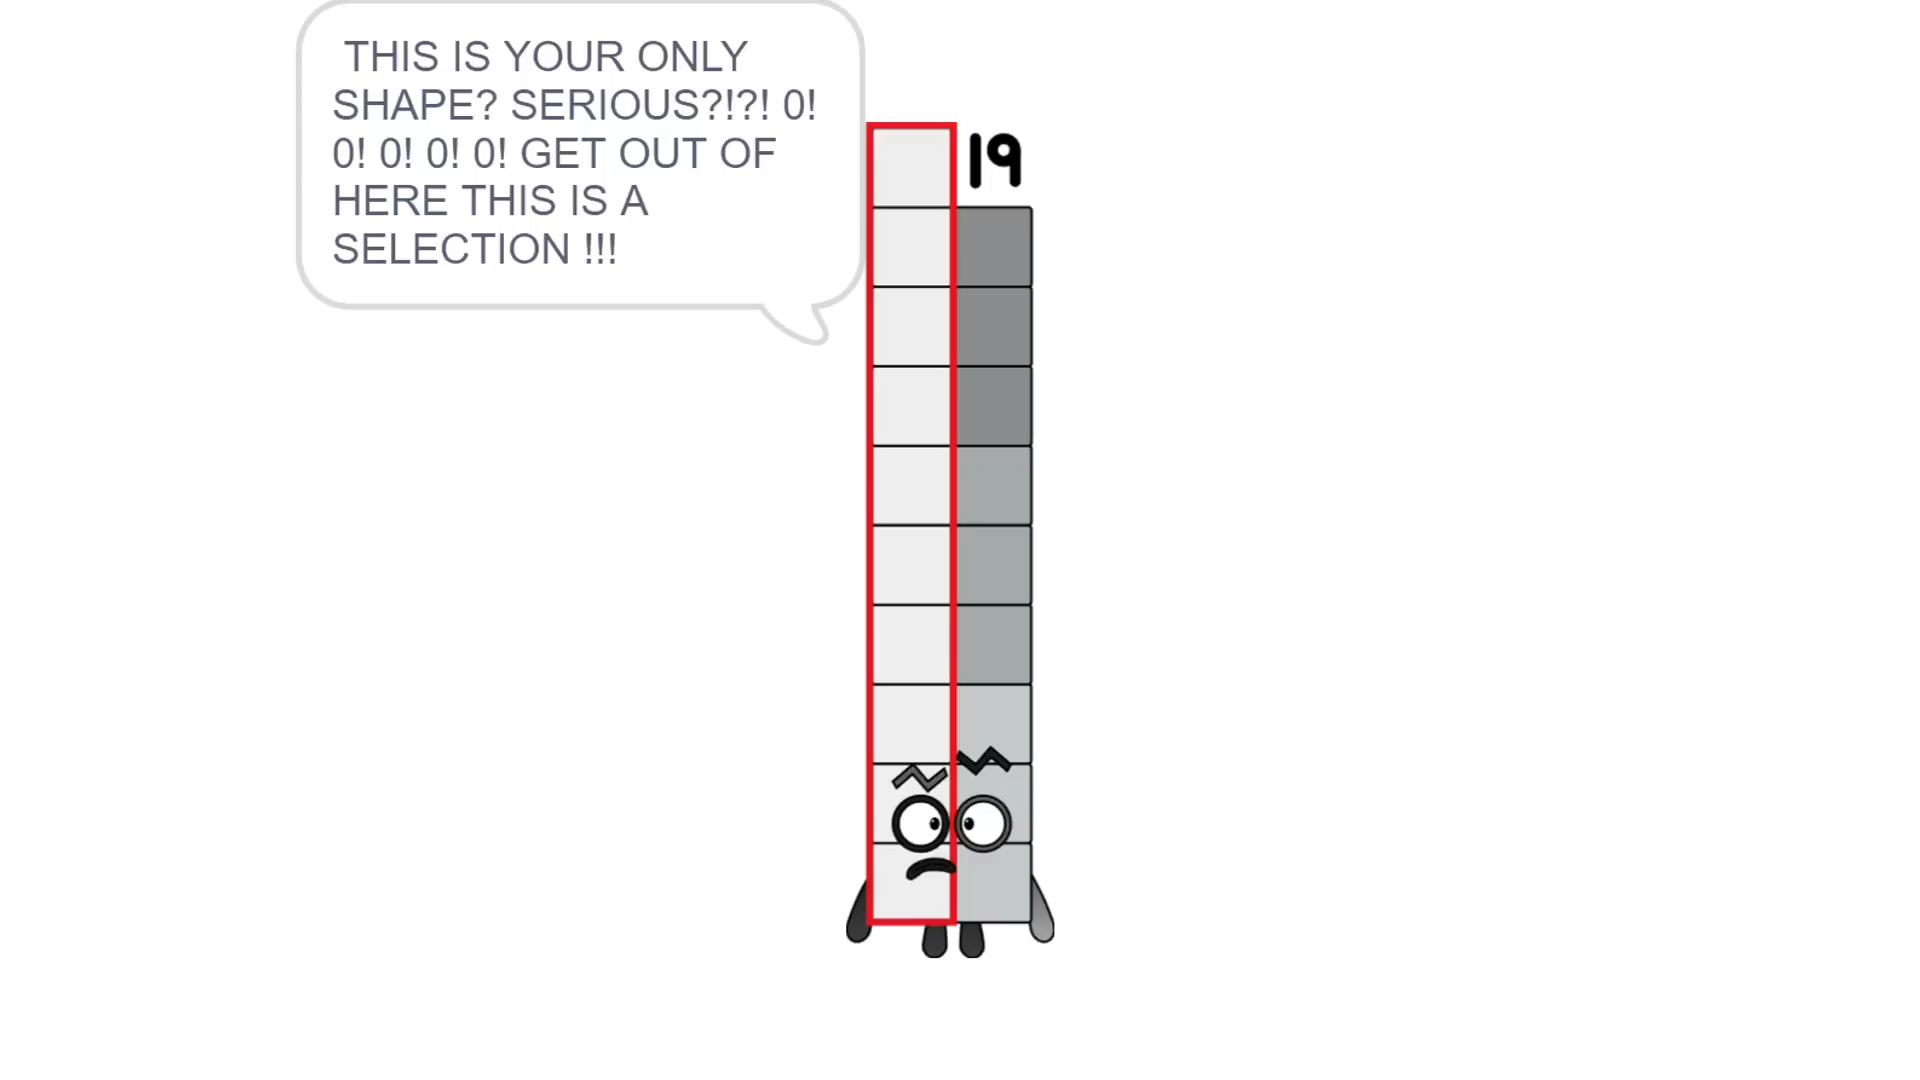 THIS IS YOUR ONLY
SHAPE? SERIOUS?!?! 0!
0! 0! 0! 0! GET OUT OF
HERE THIS IS A
SELECTION !!!
19